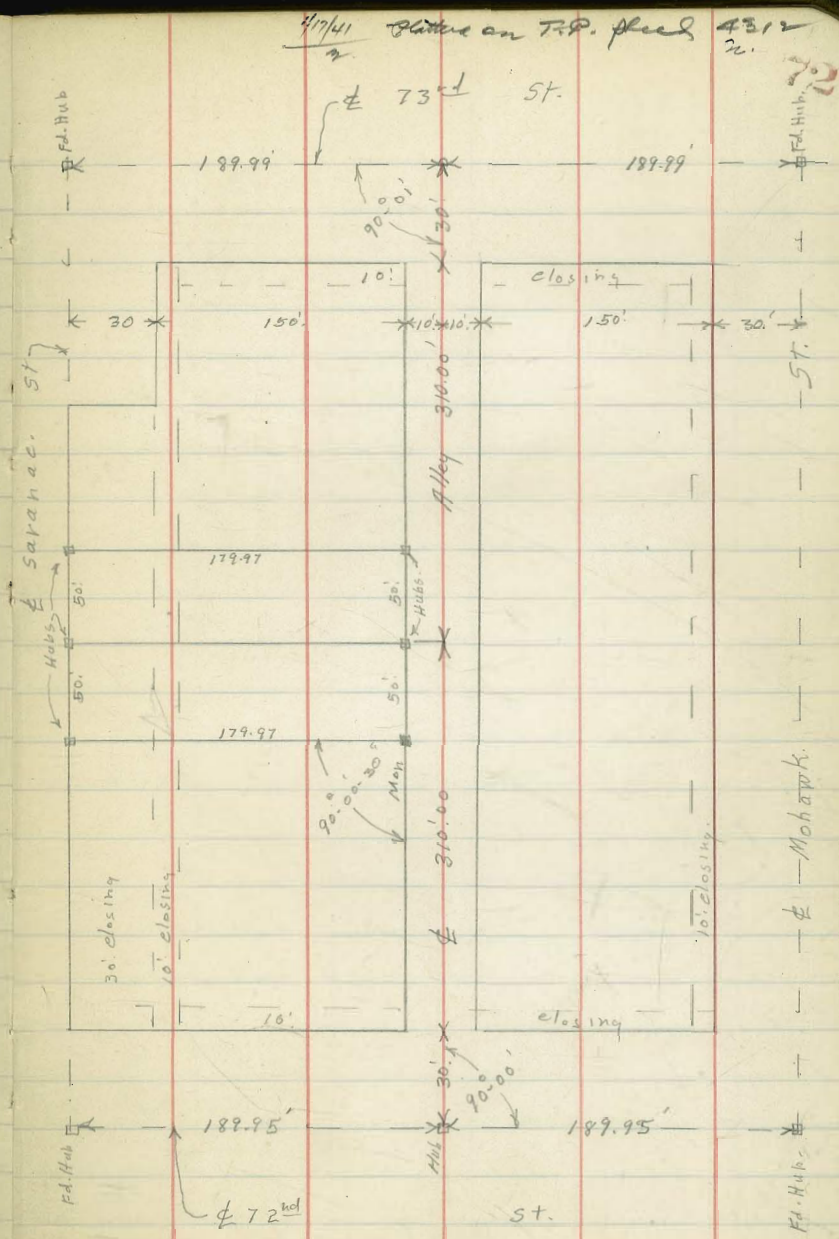 4/17/41 Platted on T.P. sheet 4312
₵ 73rd St.
Fd. Hub
Fd. Hub.
189.99'
189.99'
90°-01'
30'
10'
closing
30
150'
10'
10'
150'
30'
₵ Saranac. St.
Alley 310.00'
St.
179.97
50'
50'
Hubs
Hubs.
50'
50'
179.97
90°-00'-30"
Mon
₵ 310.00
₵ Mohawk.
30' closing
10' closing
10' closing.
10'
closing
30'
90°-00'
189.95'
189.95'
Fd. Hub
Hub
Fd. Hub.
₵ 72nd St.